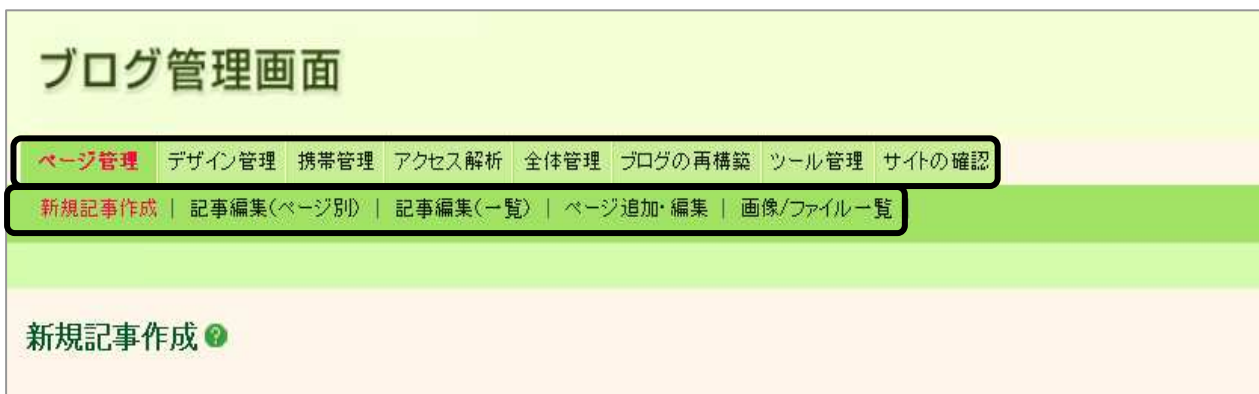 ブログ管理画面
ページ管理 デザイン管理 携帯管理 アクセス解析 全体管理 ブログの再構築 ツール管理 サイトの確認
新規記事作成 | 記事編集(ページ別) | 記事編集(一覧) | ページ追加・編集 | 画像/ファイル一覧
新規記事作成 ?